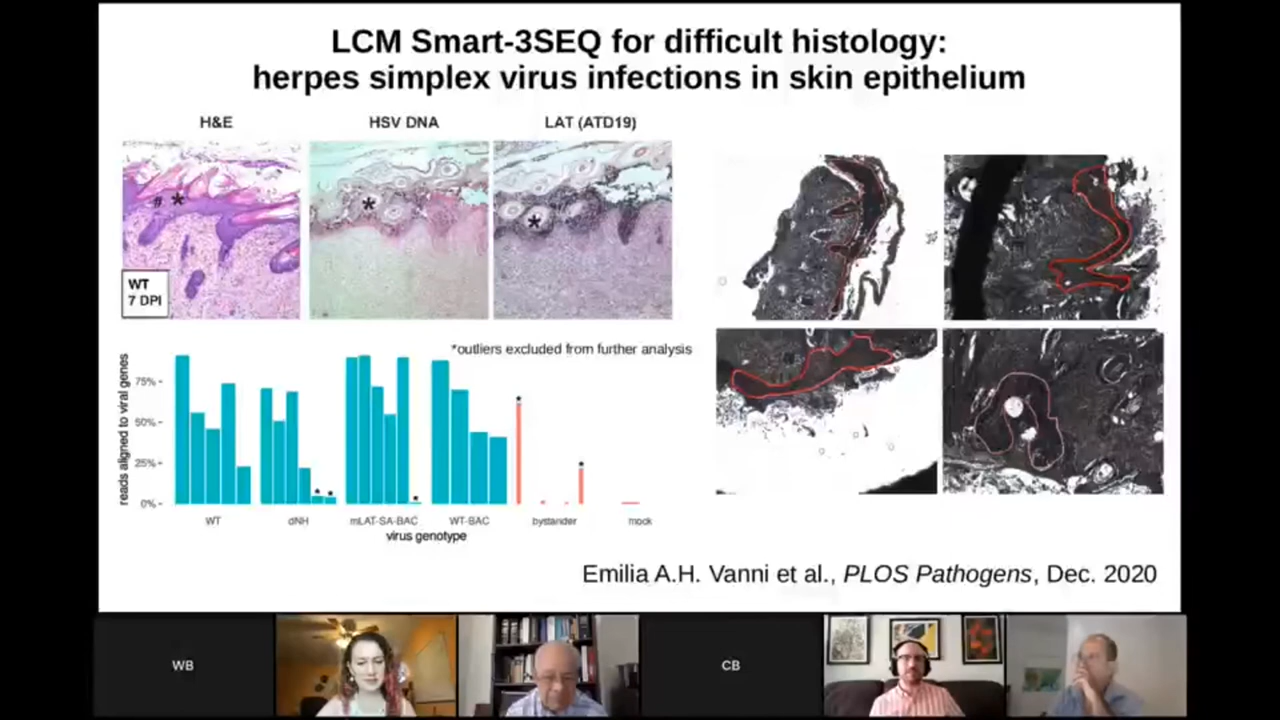 LCM Smart-3SEQ for difficult histology:
herpes simplex virus infections in skin epithelium
H&E
HSV DNA
LAT (ATD19)
#
*
*
*
WT
7 DPI
*outliers excluded from further analysis
reads aligned to viral genes
75%
50%
25%
0%
*
*
*
*
*
WT
dNH
mLAT-SA-BAC
WT-BAC
bystander
mock
virus genotype
Emilia A.H. Vanni et al., PLOS Pathogens, Dec. 2020
WB
CB